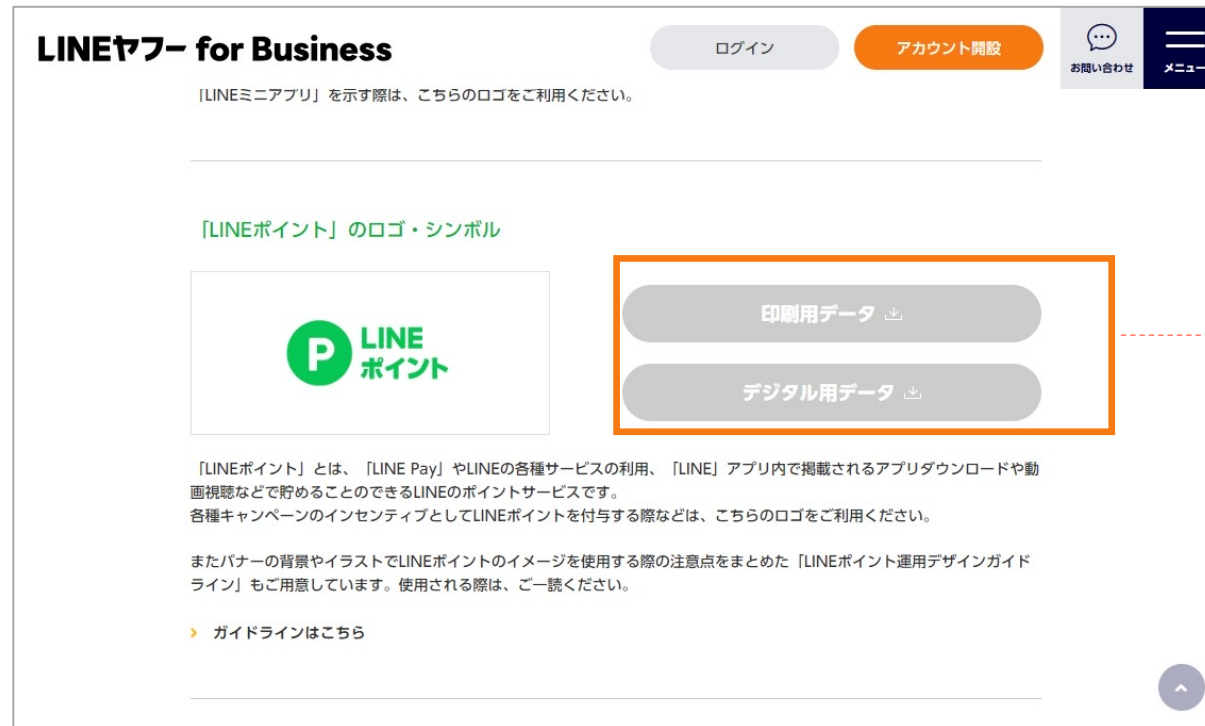 LINEヤフー for Business
ログイン
アカウント開設
お問い合わせ
メニュー
「LINEミニアプリ」を示す際は、こちらのロゴをご利用ください。
「LINEポイント」のロゴ・シンボル
P LINE
ポイント
印刷用データ
デジタル用データ
「LINEポイント」とは、「LINE Pay」やLINEの各種サービスの利用、「LINE」アプリ内で掲載されるアプリダウンロードや動
画視聴などで貯めることのできるLINEのポイントサービスです。
各種キャンペーンのインセンティブとしてLINEポイントを付与する際などは、こちらのロゴをご利用ください。
またバナーの背景やイラストでLINEポイントのイメージを使用する際の注意点をまとめた「LINEポイント運用デザインガイド
ライン」もご用意しています。使用される際は、ご一読ください。
ガイドラインはこちら